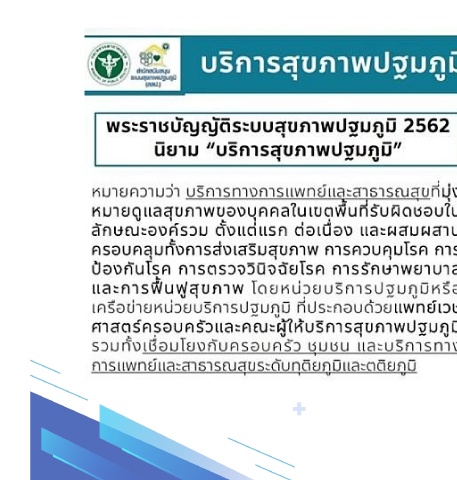 สำนักสนับสนุน
ระบบสุขภาพปฐมภูมิ
(สสป.)
บริการสุขภาพปฐมภูมิ
พระราชบัญญัติระบบสุขภาพปฐมภูมิ 2562
นิยาม “บริการสุขภาพปฐมภูมิ”
หมายความว่า บริการทางการแพทย์และสาธารณสุขที่มุ่ง
หมายดูแลสุขภาพของบุคคลในเขตพื้นที่รับผิดชอบใน
ลักษณะองค์รวม ตั้งแต่แรก ต่อเนื่อง และผสมผสาน
ครอบคลุมทั้งการส่งเสริมสุขภาพ การควบคุมโรค การ
ป้องกันโรค การตรวจวินิจฉัยโรค การรักษาพยาบาล
และการฟื้นฟูสุขภาพ โดยหน่วยบริการปฐมภูมิหรือ
เครือข่ายหน่วยบริการปฐมภูมิ ที่ประกอบด้วยแพทย์เวช
ศาสตร์ครอบครัวและคณะผู้ให้บริการสุขภาพปฐมภูมิ
รวมทั้งเชื่อมโยงกับครอบครัว ชุมชน และบริการทาง
การแพทย์และสาธารณสุขระดับทุติยภูมิและตติยภูมิ